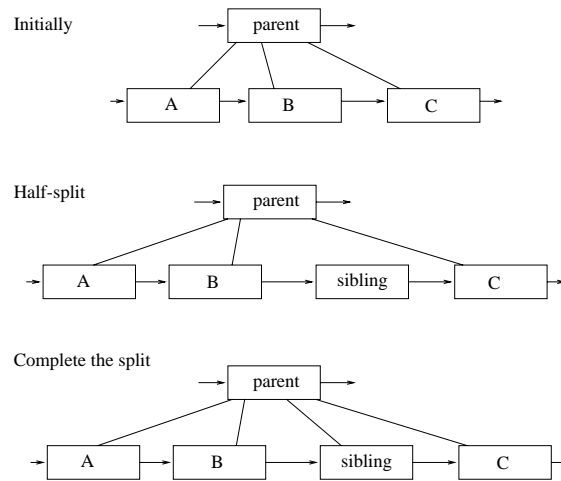 Initially
parent
A B C
Half-split
parent
A B sibling C
Complete the split
parent
A B sibling C